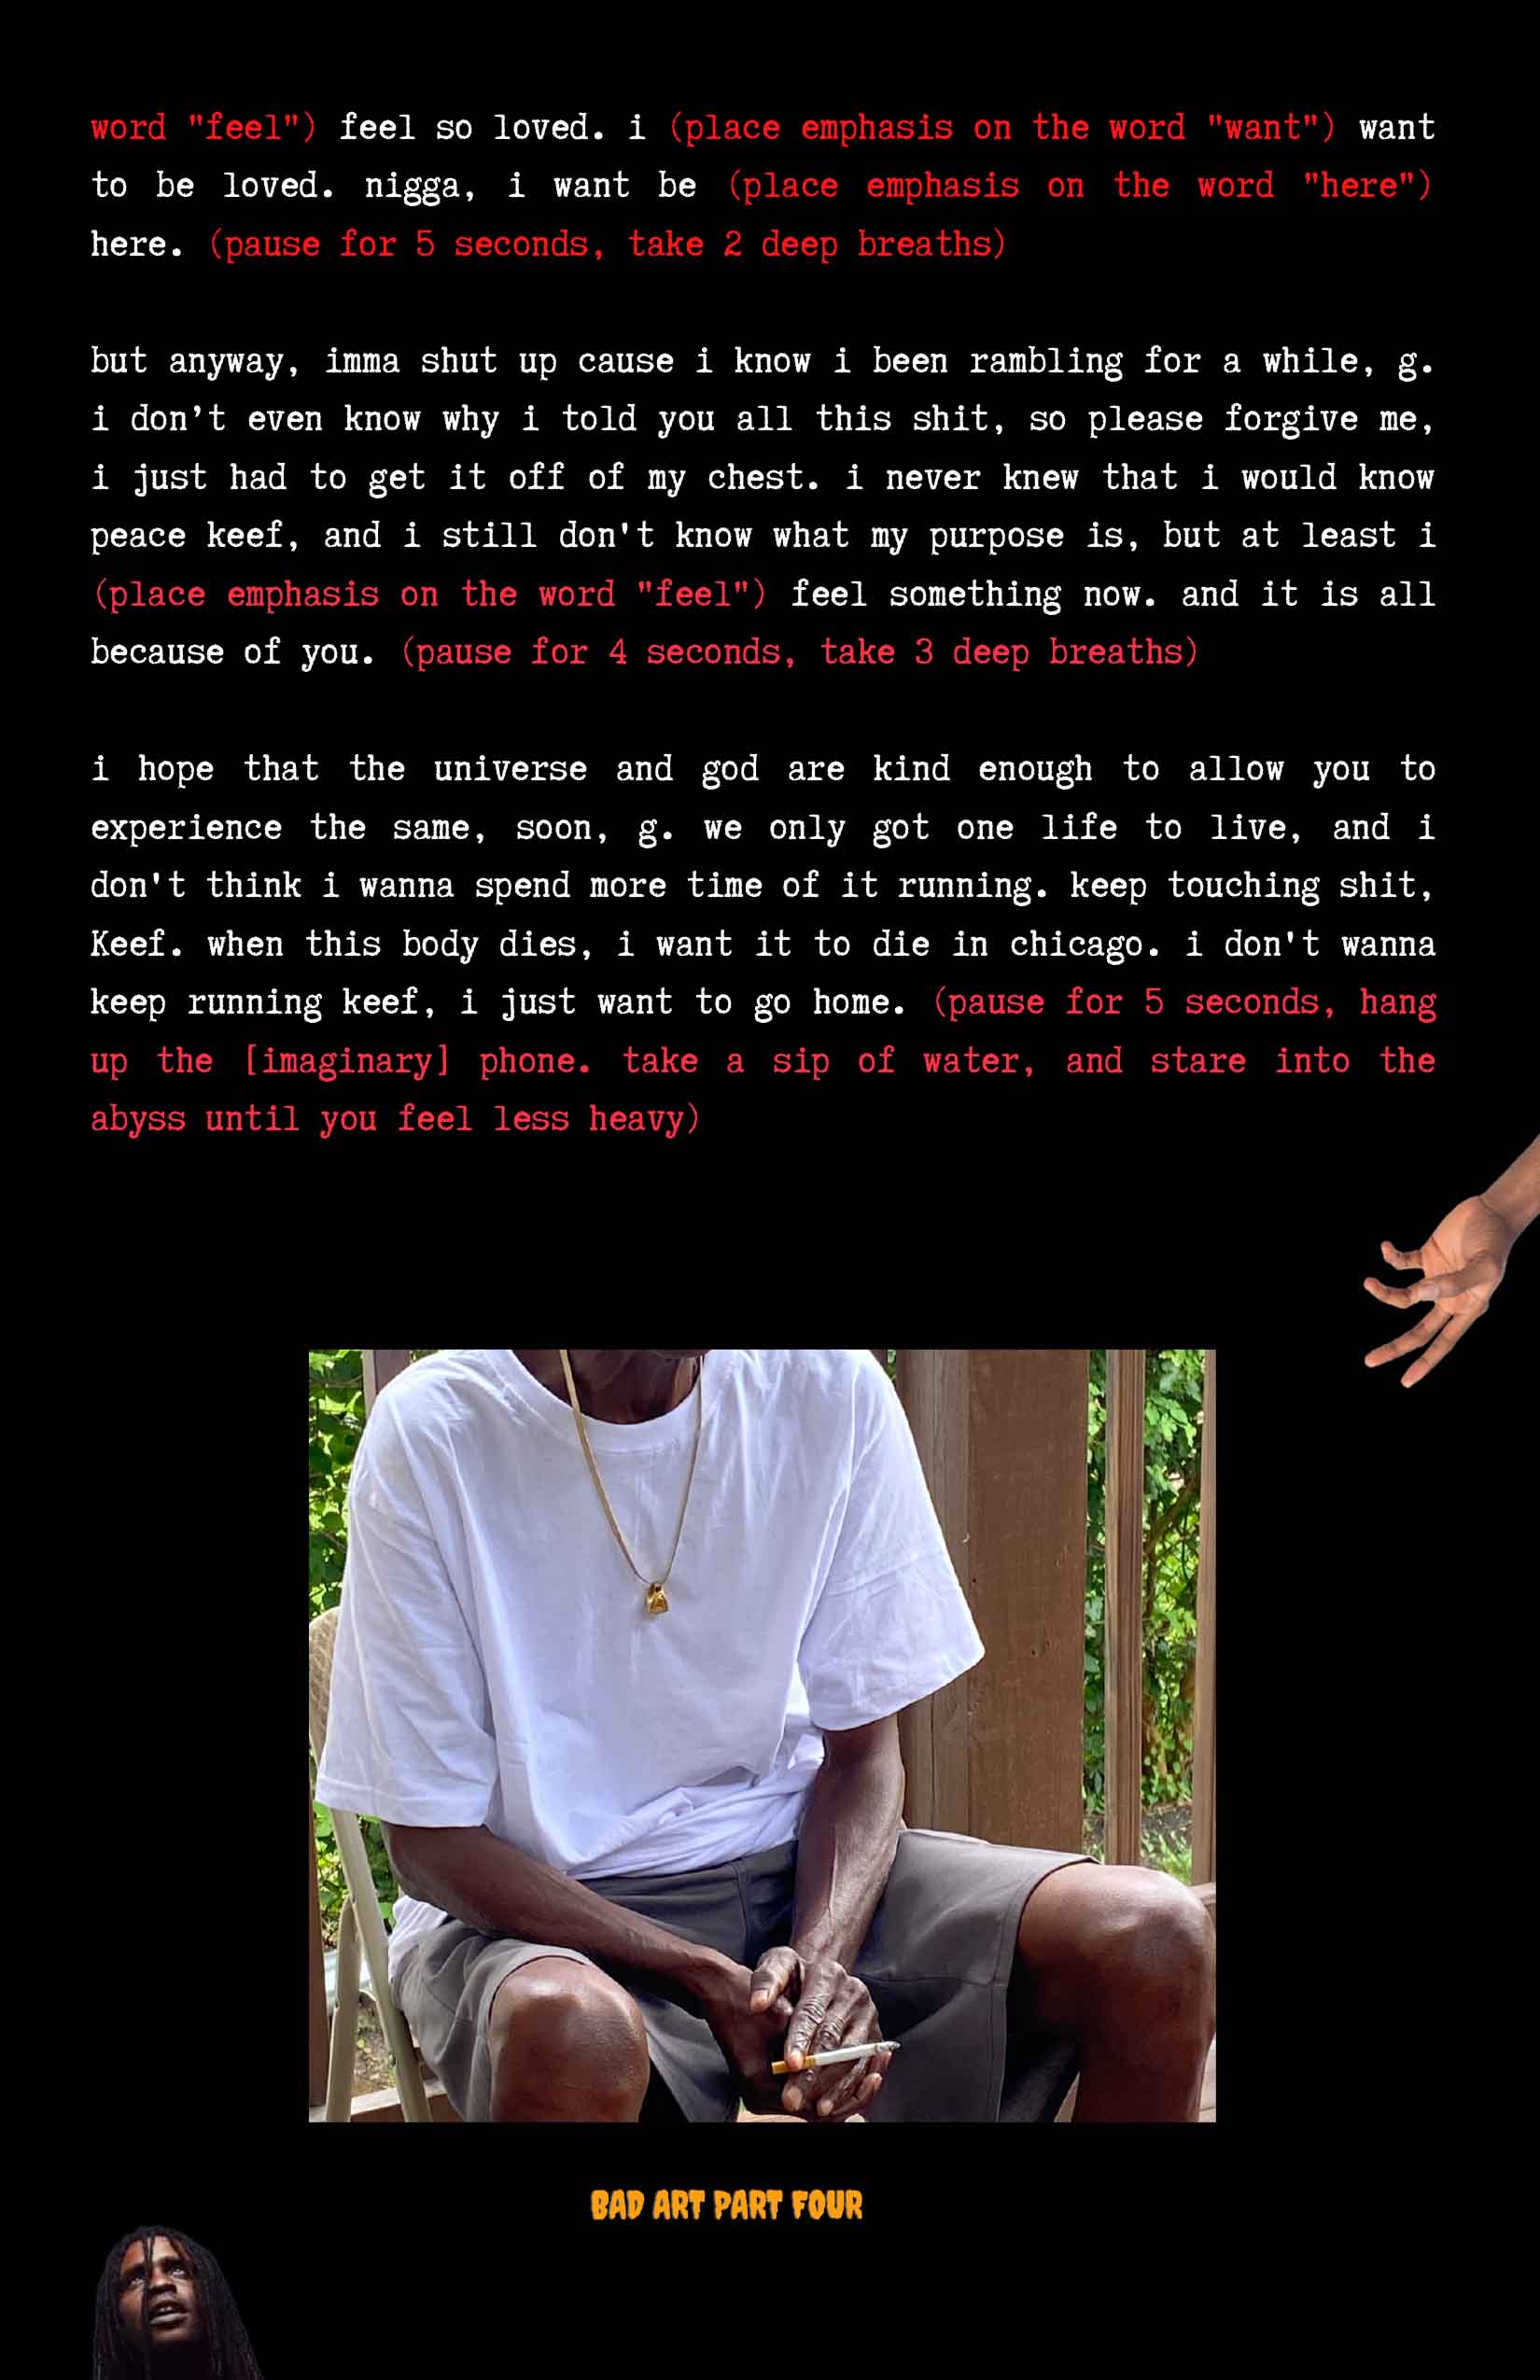 word "feel") feel so loved. i (place emphasis on the word "want") want
to be loved. nigga, i want be (place emphasis on the word "here")
here. (pause for 5 seconds, take 2 deep breaths)
but anyway, imma shut up cause i know i been rambling for a while, g.
i don’t even know why i told you all this shit, so please forgive me,
i just had to get it off of my chest. i never knew that i would know
peace keef, and i still don't know what my purpose is, but at least i
(place emphasis on the word "feel") feel something now. and it is all
because of you. (pause for 4 seconds, take 3 deep breaths)
i hope that the universe and god are kind enough to allow you to
experience the same, soon, g. we only got one life to live, and i
don't think i wanna spend more time of it running. keep touching shit,
Keef. when this body dies, i want it to die in chicago. i don't wanna
keep running keef, i just want to go home. (pause for 5 seconds, hang
up the [imaginary] phone. take a sip of water, and stare into the
abyss until you feel less heavy)
BAD ART PART FOUR